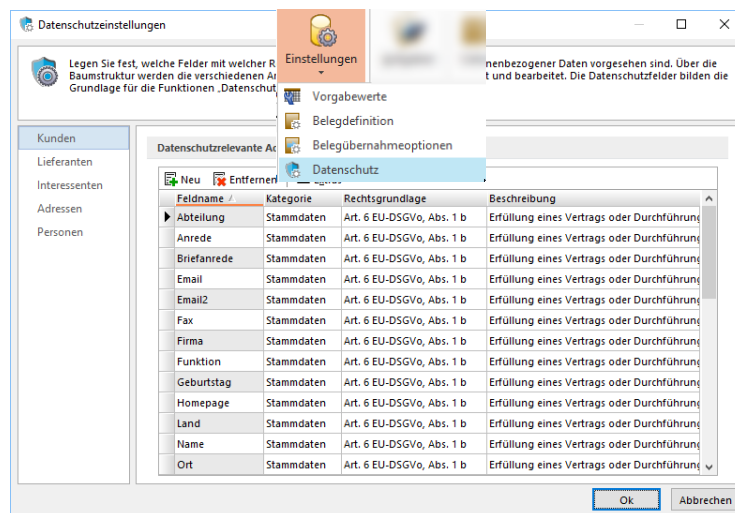 Datenschutzeinstellungen
Einstellungen
Legen Sie fest, welche Felder mit welcher R nenbezogener Daten vorgesehen sind. Über die
Baumstruktur werden die verschiedenen t und bearbeitet. Die Datenschutzfelder bilden die
Grundlage für die Funktionen „Datenschut
Vorgabewerte
Belegdefinition
Belegübernahmeoptionen
Datenschutz
Kunden
Lieferanten
Interessenten
Adressen
Personen
Datenschutzrelevante
Neu Entfernen
Feldname Kategorie Rechtsgrundlage Beschreibung
Abteilung Stammdaten Art. 6 EU-DSGVo, Abs. 1 b Erfüllung eines Vertrags oder Durchführung
Anrede Stammdaten Art. 6 EU-DSGVo, Abs. 1 b Erfüllung eines Vertrags oder Durchführung
Briefanrede Stammdaten Art. 6 EU-DSGVo, Abs. 1 b Erfüllung eines Vertrags oder Durchführung
Email Stammdaten Art. 6 EU-DSGVo, Abs. 1 b Erfüllung eines Vertrags oder Durchführung
Email2 Stammdaten Art. 6 EU-DSGVo, Abs. 1 b Erfüllung eines Vertrags oder Durchführung
Fax Stammdaten Art. 6 EU-DSGVo, Abs. 1 b Erfüllung eines Vertrags oder Durchführung
Firma Stammdaten Art. 6 EU-DSGVo, Abs. 1 b Erfüllung eines Vertrags oder Durchführung
Funktion Stammdaten Art. 6 EU-DSGVo, Abs. 1 b Erfüllung eines Vertrags oder Durchführung
Geburtstag Stammdaten Art. 6 EU-DSGVo, Abs. 1 b Erfüllung eines Vertrags oder Durchführung
Homepage Stammdaten Art. 6 EU-DSGVo, Abs. 1 b Erfüllung eines Vertrags oder Durchführung
Land Stammdaten Art. 6 EU-DSGVo, Abs. 1 b Erfüllung eines Vertrags oder Durchführung
Name Stammdaten Art. 6 EU-DSGVo, Abs. 1 b Erfüllung eines Vertrags oder Durchführung
Ort Stammdaten Art. 6 EU-DSGVo, Abs. 1 b Erfüllung eines Vertrags oder Durchführung
Ok Abbrechen